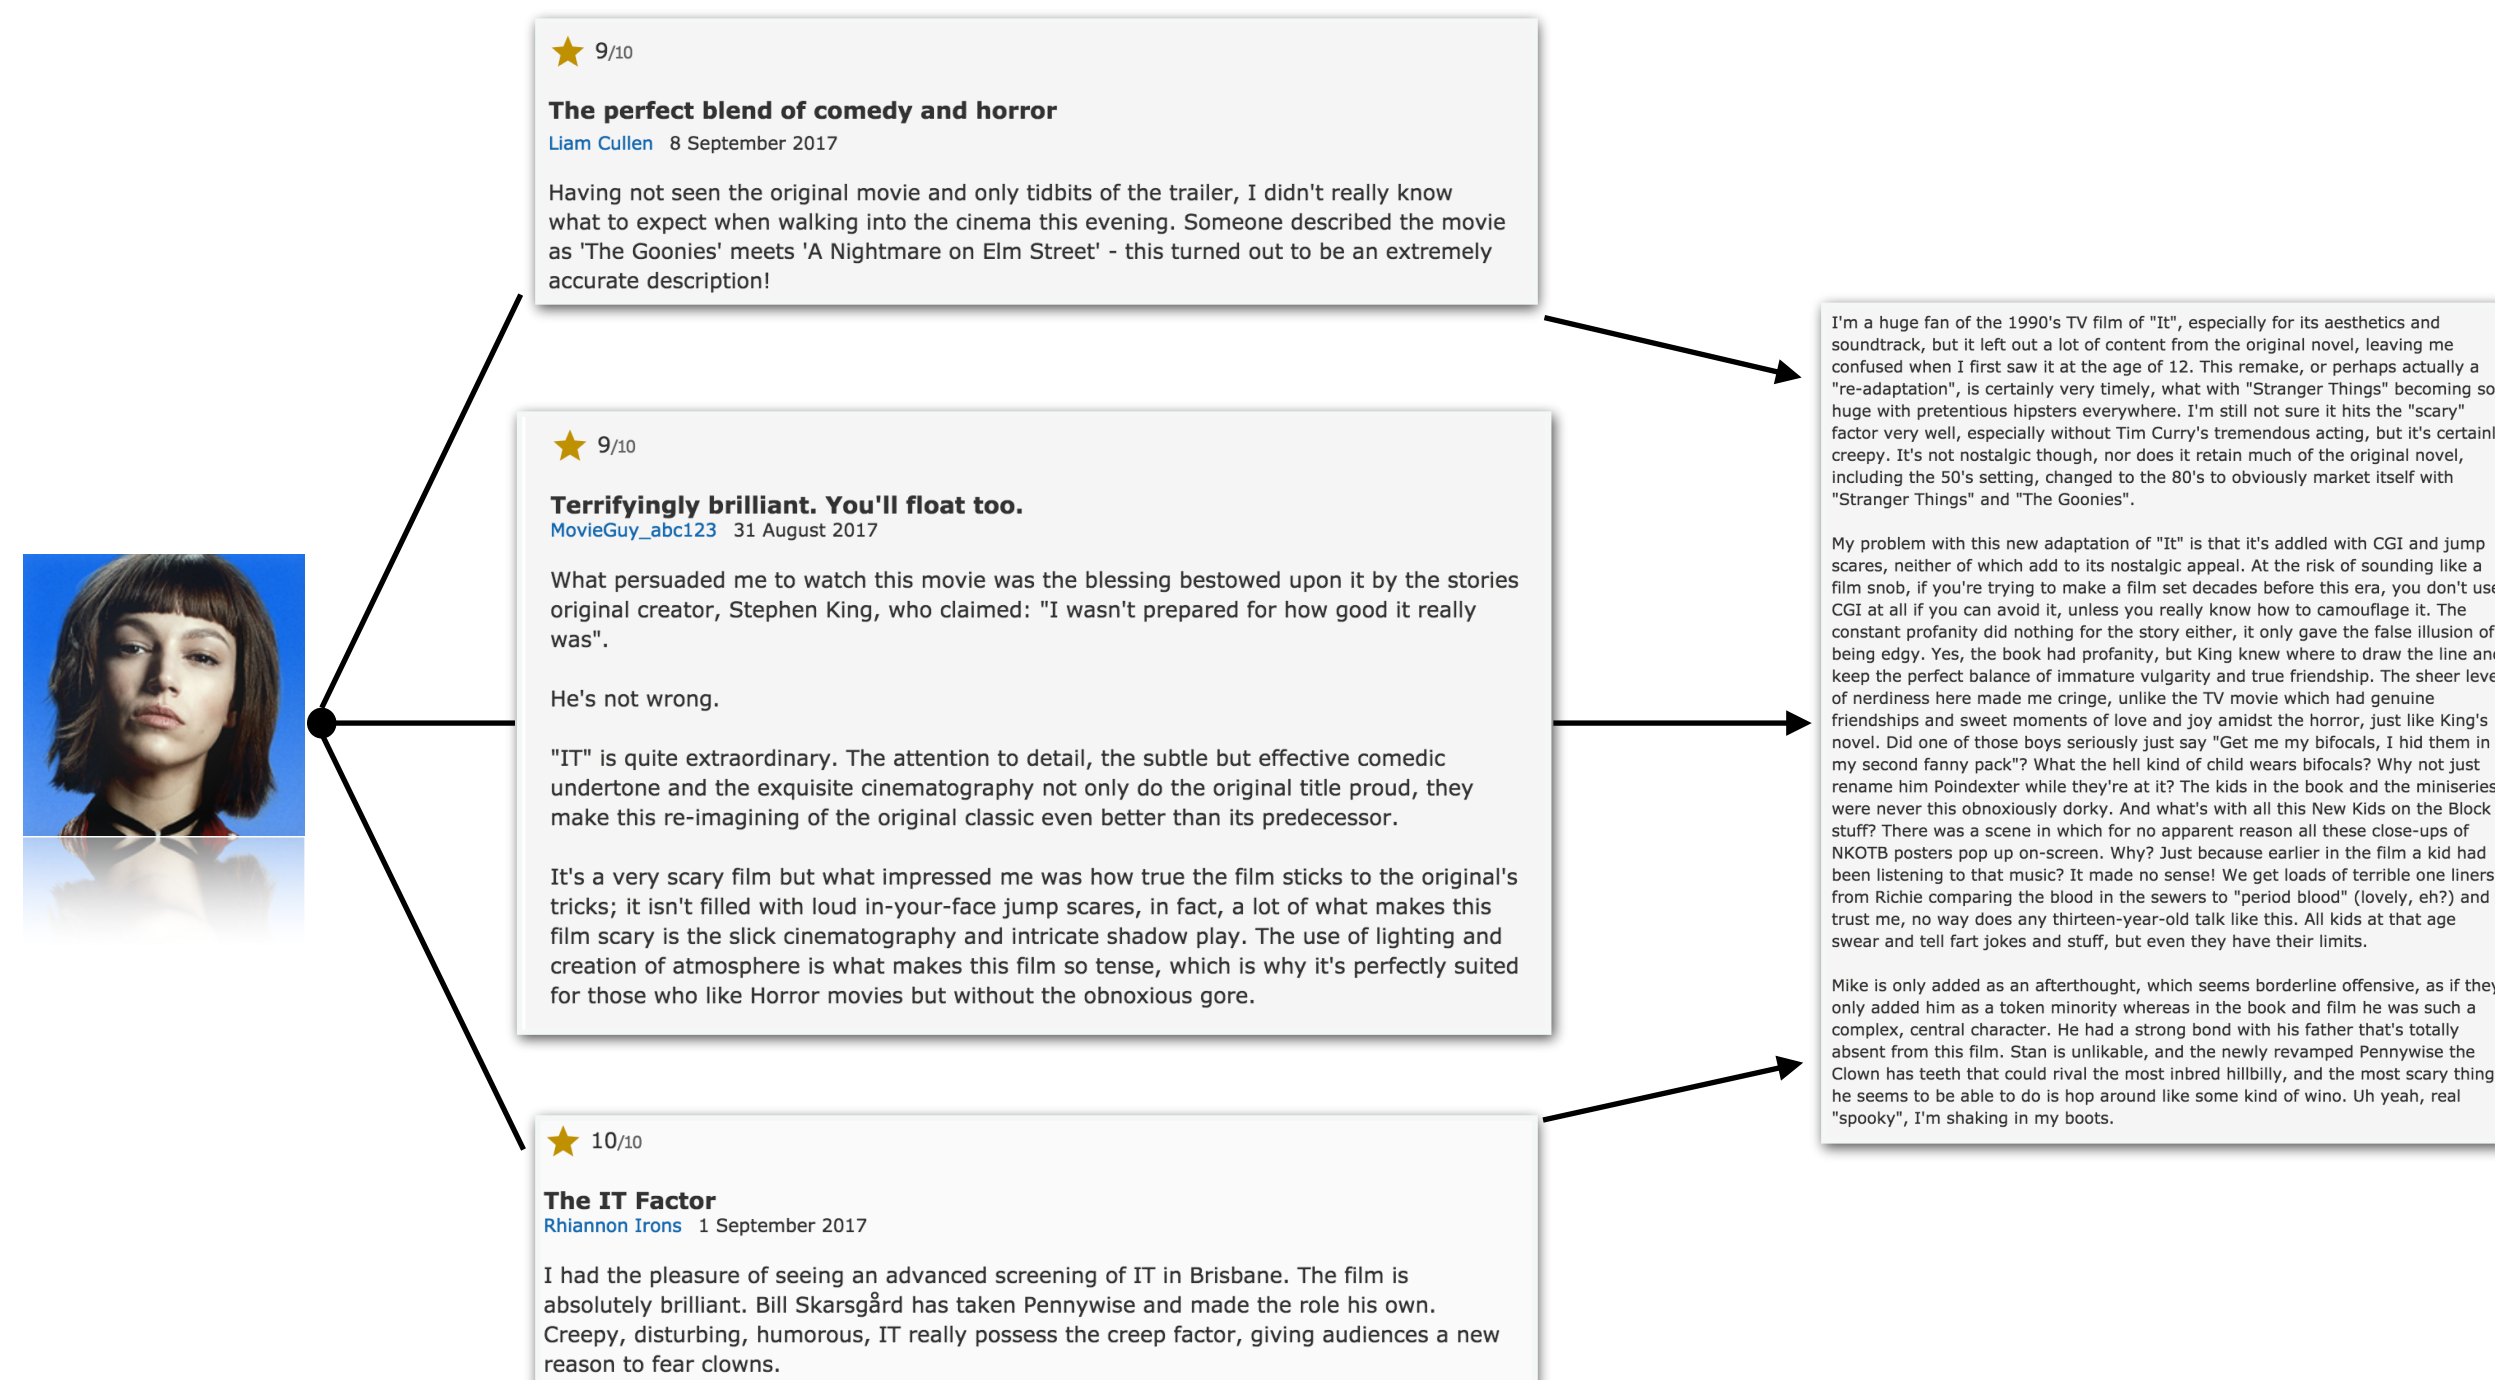 9/10
The perfect blend of comedy and horror
Liam Cullen 8 September 2017
Having not seen the original movie and only tidbits of the trailer, I didn't really know
what to expect when walking into the cinema this evening. Someone described the movie
as 'The Goonies' meets 'A Nightmare on Elm Street' - this turned out to be an extremely
accurate description!
9/10
Terrifyingly brilliant. You'll float too.
MovieGuy_abc123 31 August 2017
What persuaded me to watch this movie was the blessing bestowed upon it by the stories
original creator, Stephen King, who claimed: "I wasn't prepared for how good it really
was".
He's not wrong.
"IT" is quite extraordinary. The attention to detail, the subtle but effective comedic
undertone and the exquisite cinematography not only do the original title proud, they
make this re-imagining of the original classic even better than its predecessor.
It's a very scary film but what impressed me was how true the film sticks to the original's
tricks; it isn't filled with loud in-your-face jump scares, in fact, a lot of what makes this
film scary is the slick cinematography and intricate shadow play. The use of lighting and
creation of atmosphere is what makes this film so tense, which is why it's perfectly suited
for those who like Horror movies but without the obnoxious gore.
10/10
The IT Factor
Rhiannon Irons 1 September 2017
I had the pleasure of seeing an advanced screening of IT in Brisbane. The film is
absolutely brilliant. Bill Skarsgård has taken Pennywise and made the role his own.
Creepy, disturbing, humorous, IT really possess the creep factor, giving audiences a new
reason to fear clowns.
I'm a huge fan of the 1990's TV film of "It", especially for its aesthetics and
soundtrack, but it left out a lot of content from the original novel, leaving me
confused when I first saw it at the age of 12. This remake, or perhaps actually a
"re-adaptation", is certainly very timely, what with "Stranger Things" becoming so
huge with pretentious hipsters everywhere. I'm still not sure it hits the "scary"
factor very well, especially without Tim Curry's tremendous acting, but it's certainl
creepy. It's not nostalgic though, nor does it retain much of the original novel,
including the 50's setting, changed to the 80's to obviously market itself with
"Stranger Things" and "The Goonies".
My problem with this new adaptation of "It" is that it's addled with CGI and jump
scares, neither of which add to its nostalgic appeal. At the risk of sounding like a
film snob, if you're trying to make a film set decades before this era, you don't use
CGI at all if you can avoid it, unless you really know how to camouflage it. The
constant profanity did nothing for the story either, it only gave the false illusion of
being edgy. Yes, the book had profanity, but King knew where to draw the line and
keep the perfect balance of immature vulgarity and true friendship. The sheer leve
of nerdiness here made me cringe, unlike the TV movie which had genuine
friendships and sweet moments of love and joy amidst the horror, just like King's
novel. Did one of those boys seriously just say "Get me my bifocals, I hid them in
my second fanny pack"? What the hell kind of child wears bifocals? Why not just
rename him Poindexter while they're at it? The kids in the book and the miniseries
were never this obnoxiously dorky. And what's with all this New Kids on the Block
stuff? There was a scene in which for no apparent reason all these close-ups of
NKOTB posters pop up on-screen. Why? Just because earlier in the film a kid had
been listening to that music? It made no sense! We get loads of terrible one liners
from Richie comparing the blood in the sewers to "period blood" (lovely, eh?) and
trust me, no way does any thirteen-year-old talk like this. All kids at that age
swear and tell fart jokes and stuff, but even they have their limits.
Mike is only added as an afterthought, which seems borderline offensive, as if they
only added him as a token minority whereas in the book and film he was such a
complex, central character. He had a strong bond with his father that's totally
absent from this film. Stan is unlikable, and the newly revamped Pennywise the
Clown has teeth that could rival the most inbred hillbilly, and the most scary thing
he seems to be able to do is hop around like some kind of wino. Uh yeah, real
"spooky", I'm shaking in my boots.